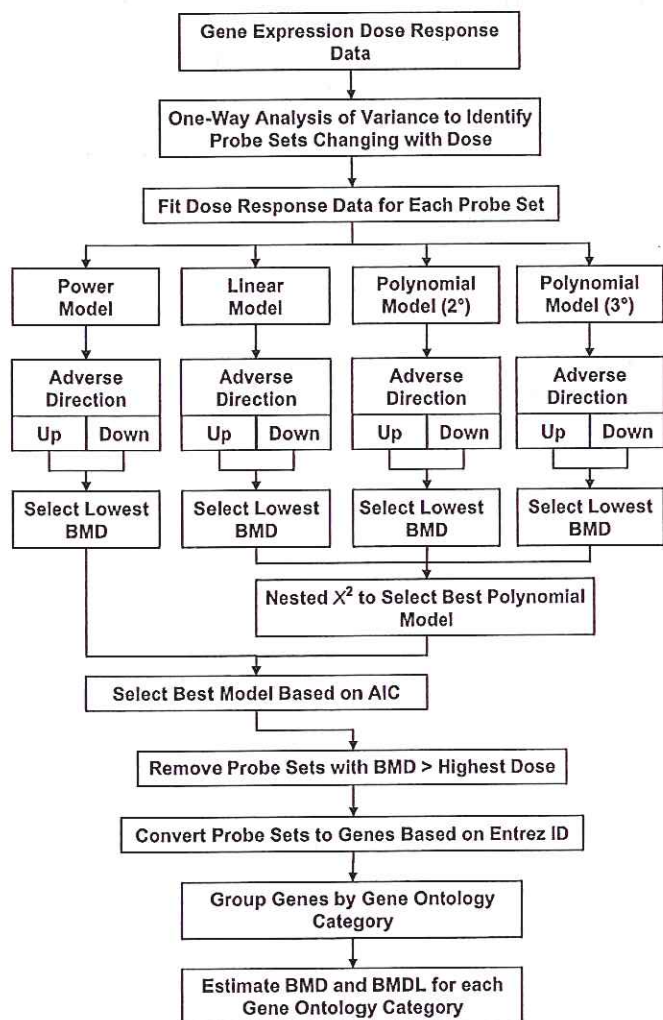 Gene Expression Dose Response
Data
One-Way Analysis of Variance to Identify
Probe Sets Changing with Dose
Fit Dose Response Data for Each Probe Set
Power
Model
Linear
Model
Polynomial
Model (2°)
Polynomial
Model (3°)
Adverse
Direction
Up
Down
Adverse
Direction
Up
Down
Adverse
Direction
Up
Down
Adverse
Direction
Up
Down
Select Lowest
BMD
Select Lowest
BMD
Select Lowest
BMD
Select Lowest
BMD
Nested X² to Select Best Polynomial
Model
Select Best Model Based on AIC
Remove Probe Sets with BMD > Highest Dose
Convert Probe Sets to Genes Based on Entrez ID
Group Genes by Gene Ontology
Category
Estimate BMD and BMDL for each
Gene Ontology Category